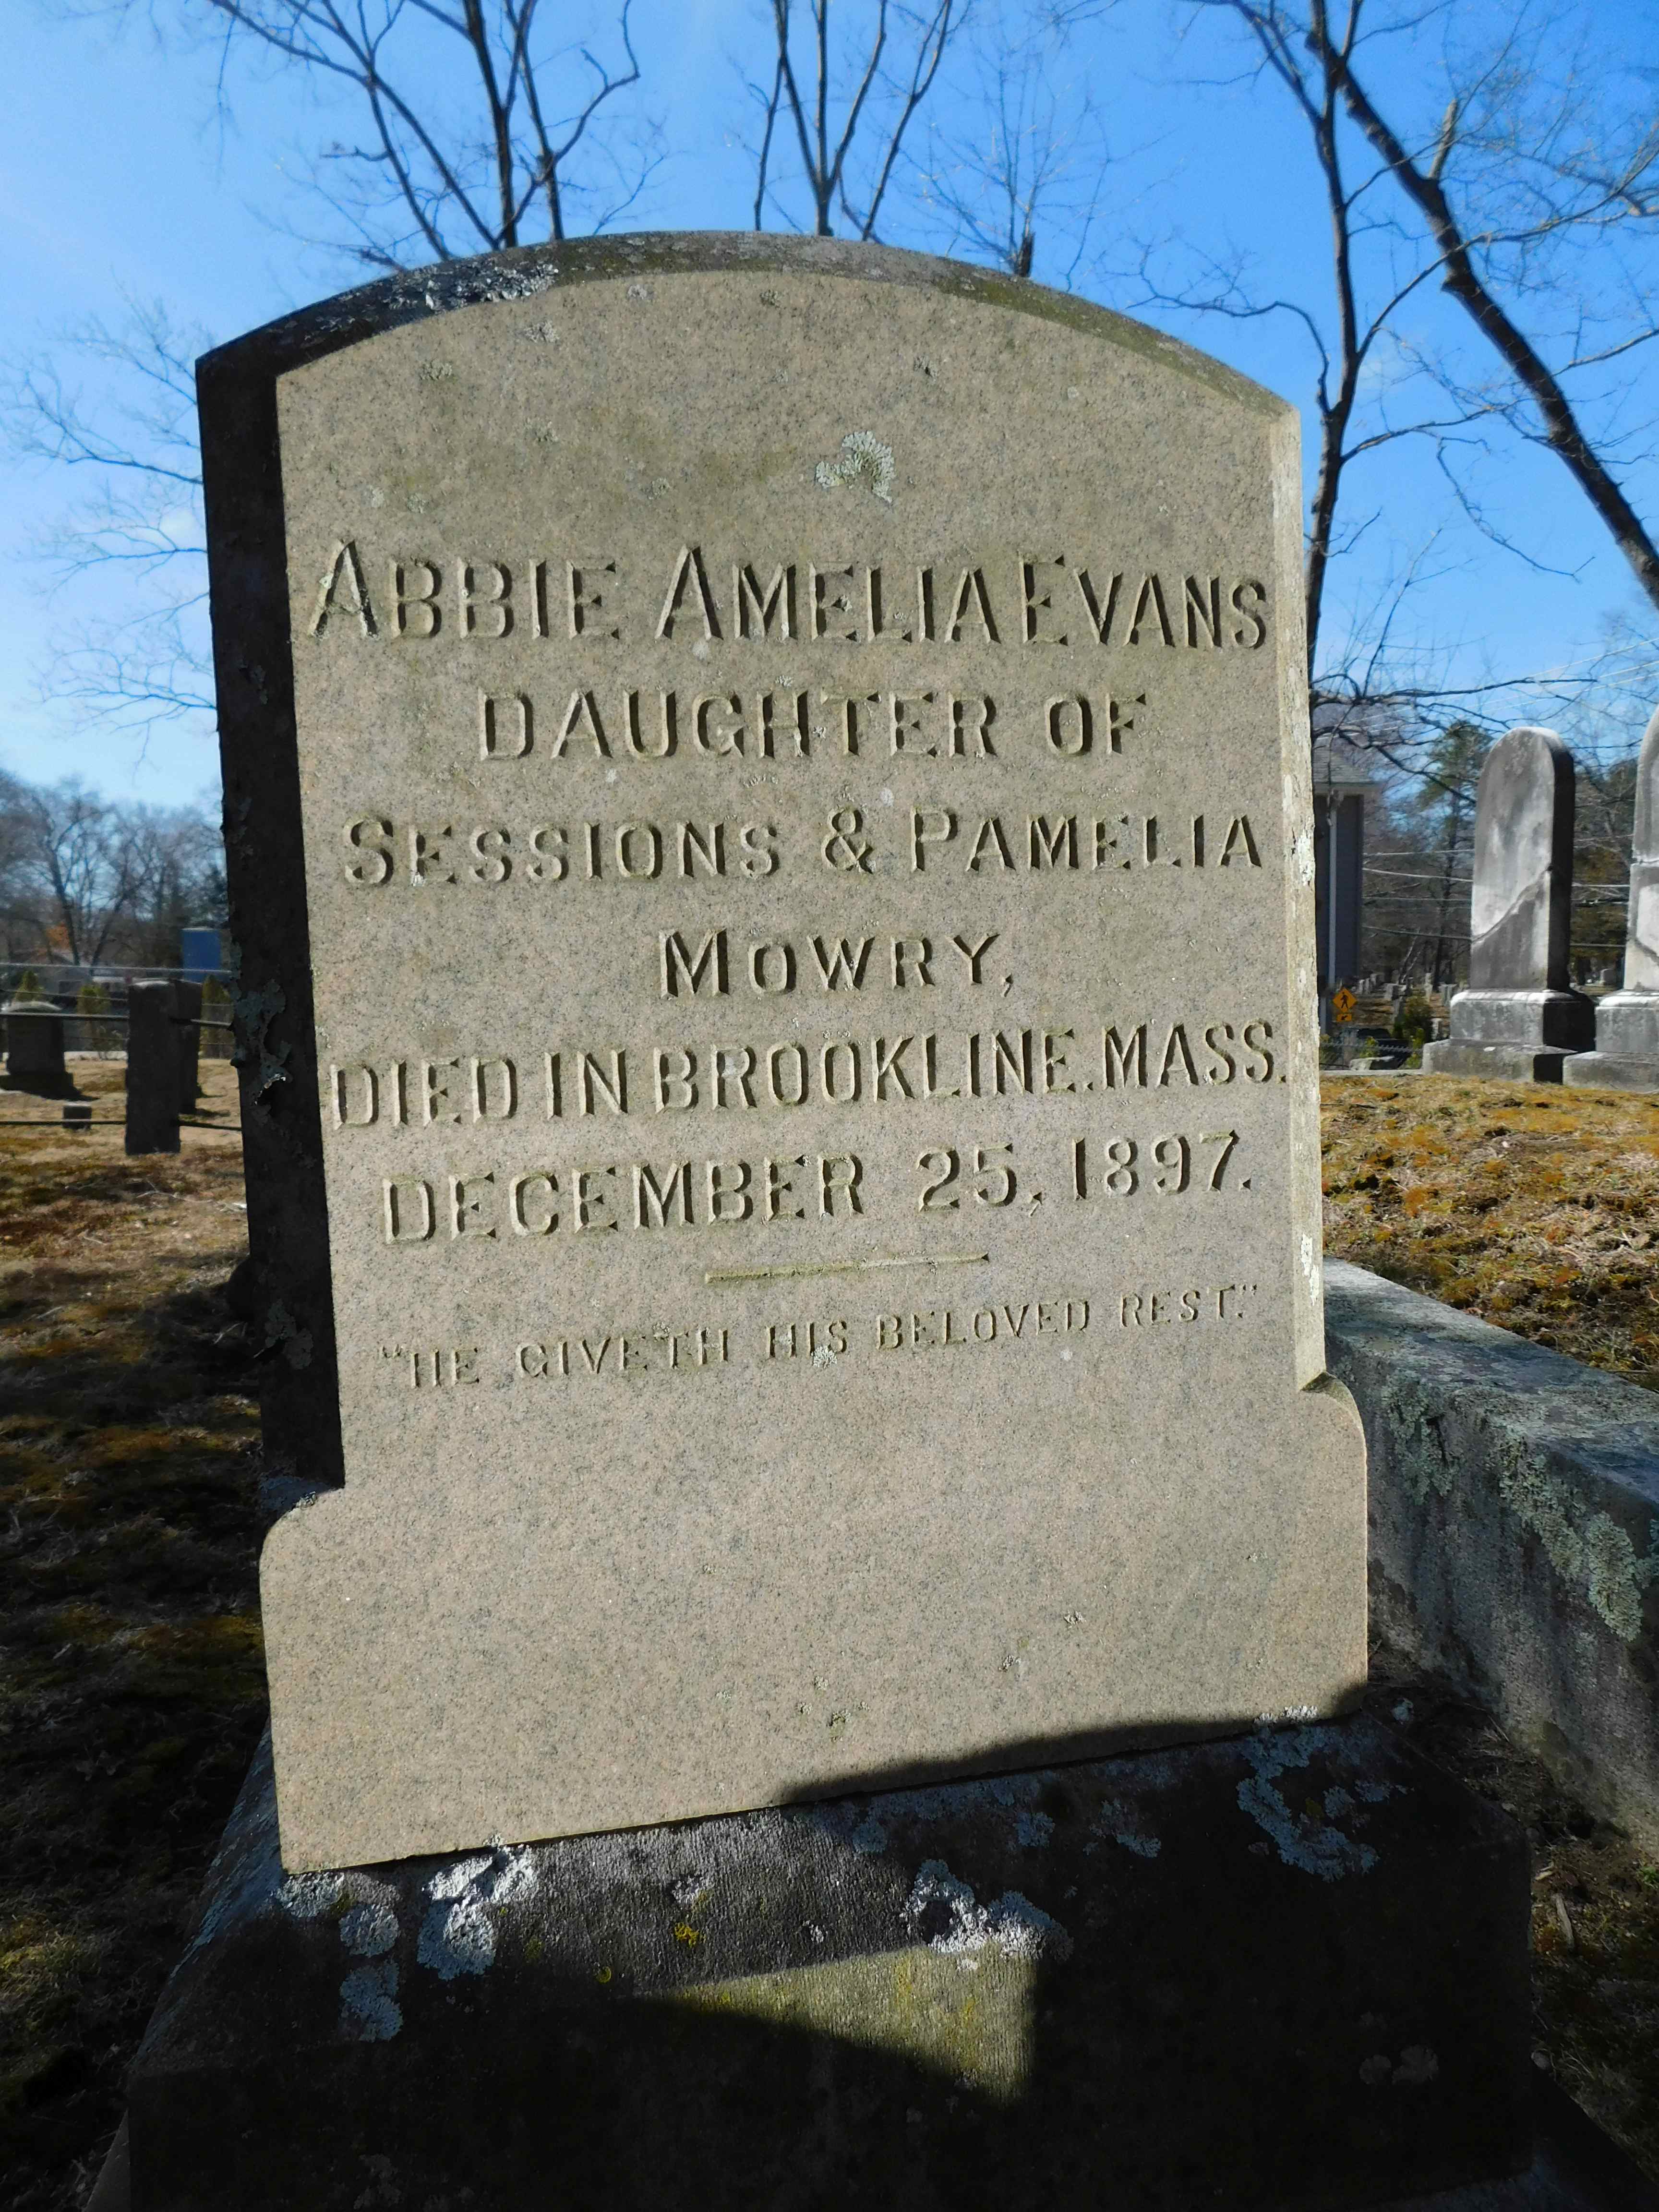 ABBIE AMELIA EVANS
DAUGHTER OF
SESSIONS & PAMELIA
MOWRY,
DIED IN BROOKLINE. MASS.
DECEMBER 25, 1897.
"HE GIVETH HIS BELOVED REST."